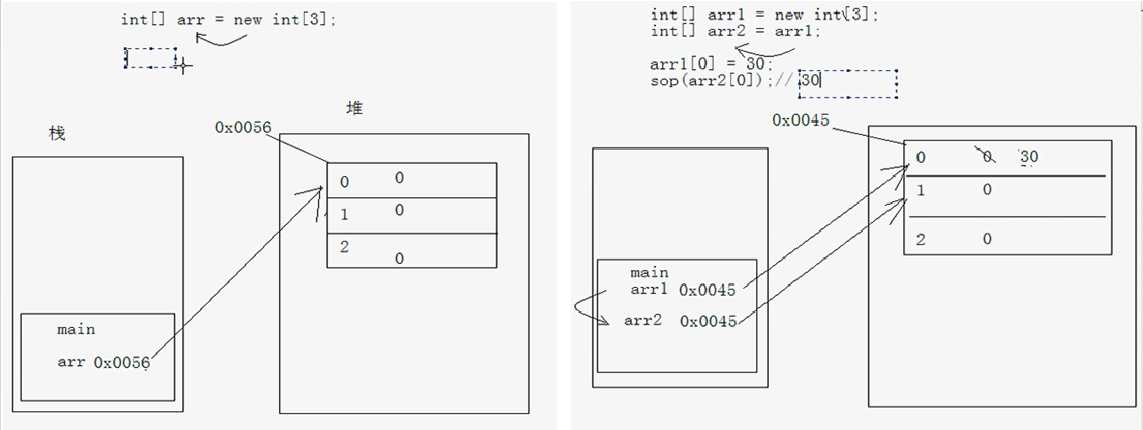 int[] arr = new int[3];
栈
堆
0x0056
0 0
1 0
2 0
main
arr 0x0056
int[] arr1 = new int[3];
int[] arr2 = arr1;
arr1[0] = 30;
sop(arr2[0]);// 30
0x0045
0 0 30
1 0
2 0
main
arr1 0x0045
arr2 0x0045